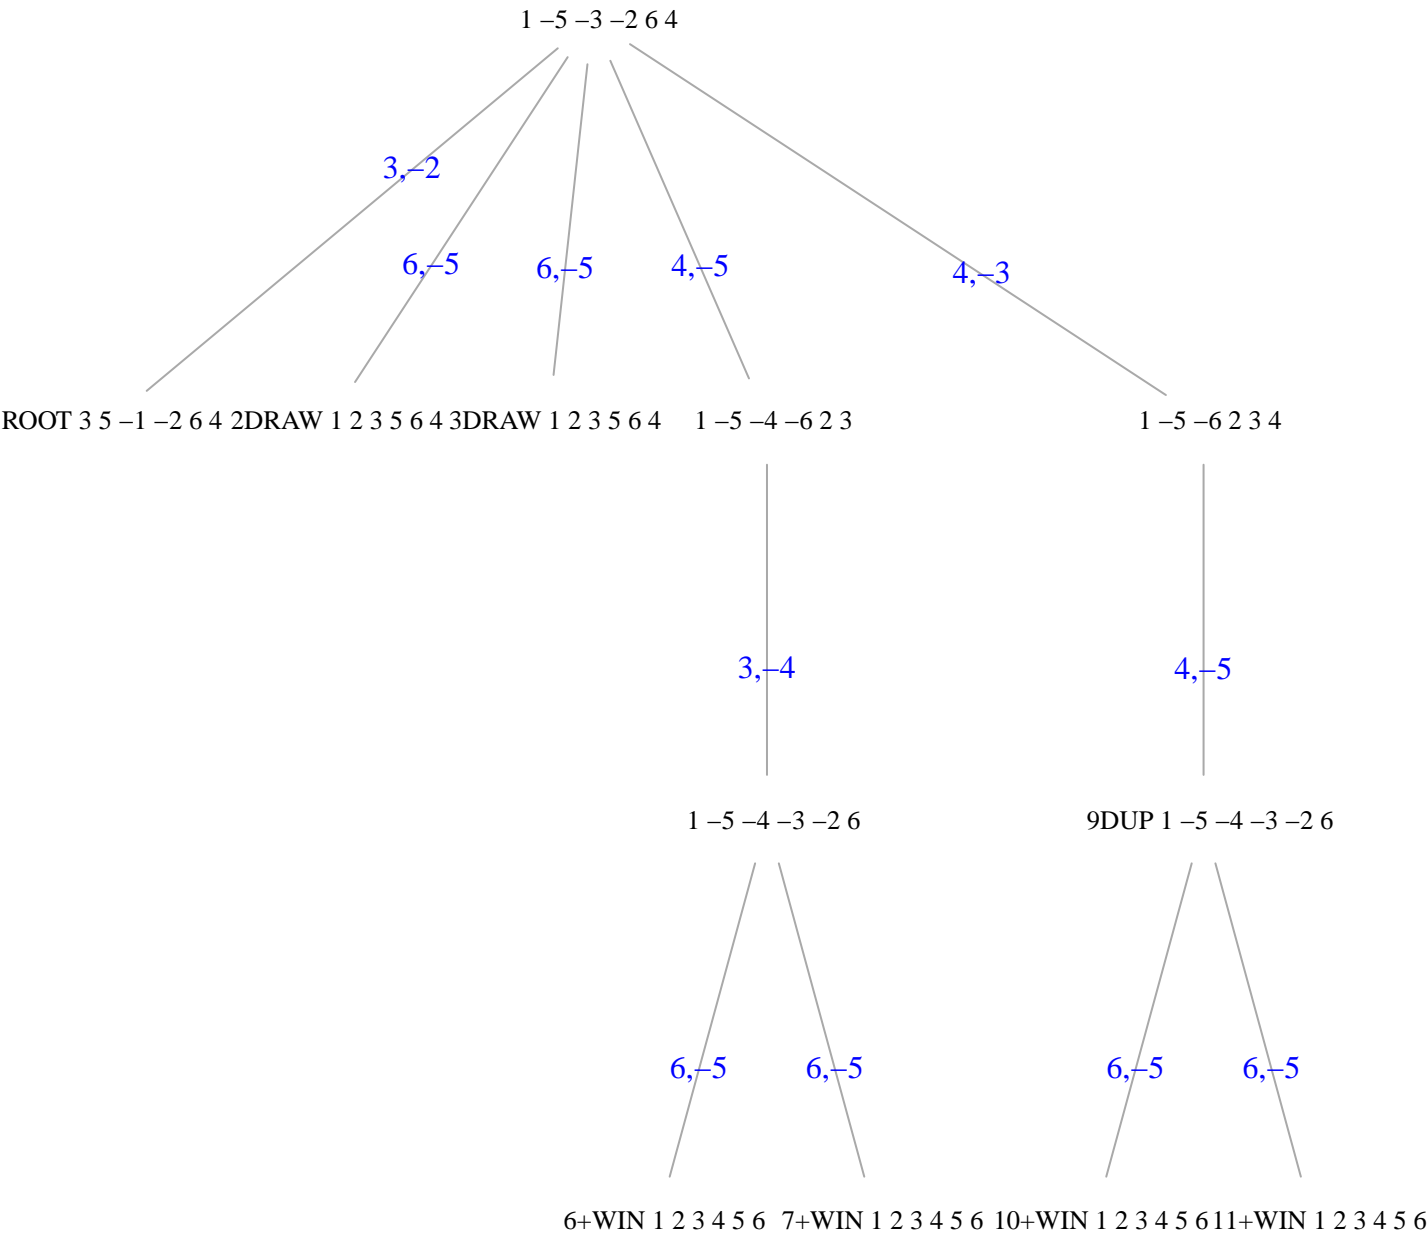 1 –5 –3 –2 6 4
3,–2
6,–5
6,–5
4,–5
4,–3
ROOT 3 5 –1 –2 6 4
2DRAW 1 2 3 5 6 4
3DRAW 1 2 3 5 6 4
1 –5 –4 –6 2 3
1 –5 –6 2 3 4
3,–4
4,–5
1 –5 –4 –3 –2 6
9DUP 1 –5 –4 –3 –2 6
6,–5
6,–5
6,–5
6,–5
6+WIN 1 2 3 4 5 6
7+WIN 1 2 3 4 5 6
10+WIN 1 2 3 4 5 6
11+WIN 1 2 3 4 5 6